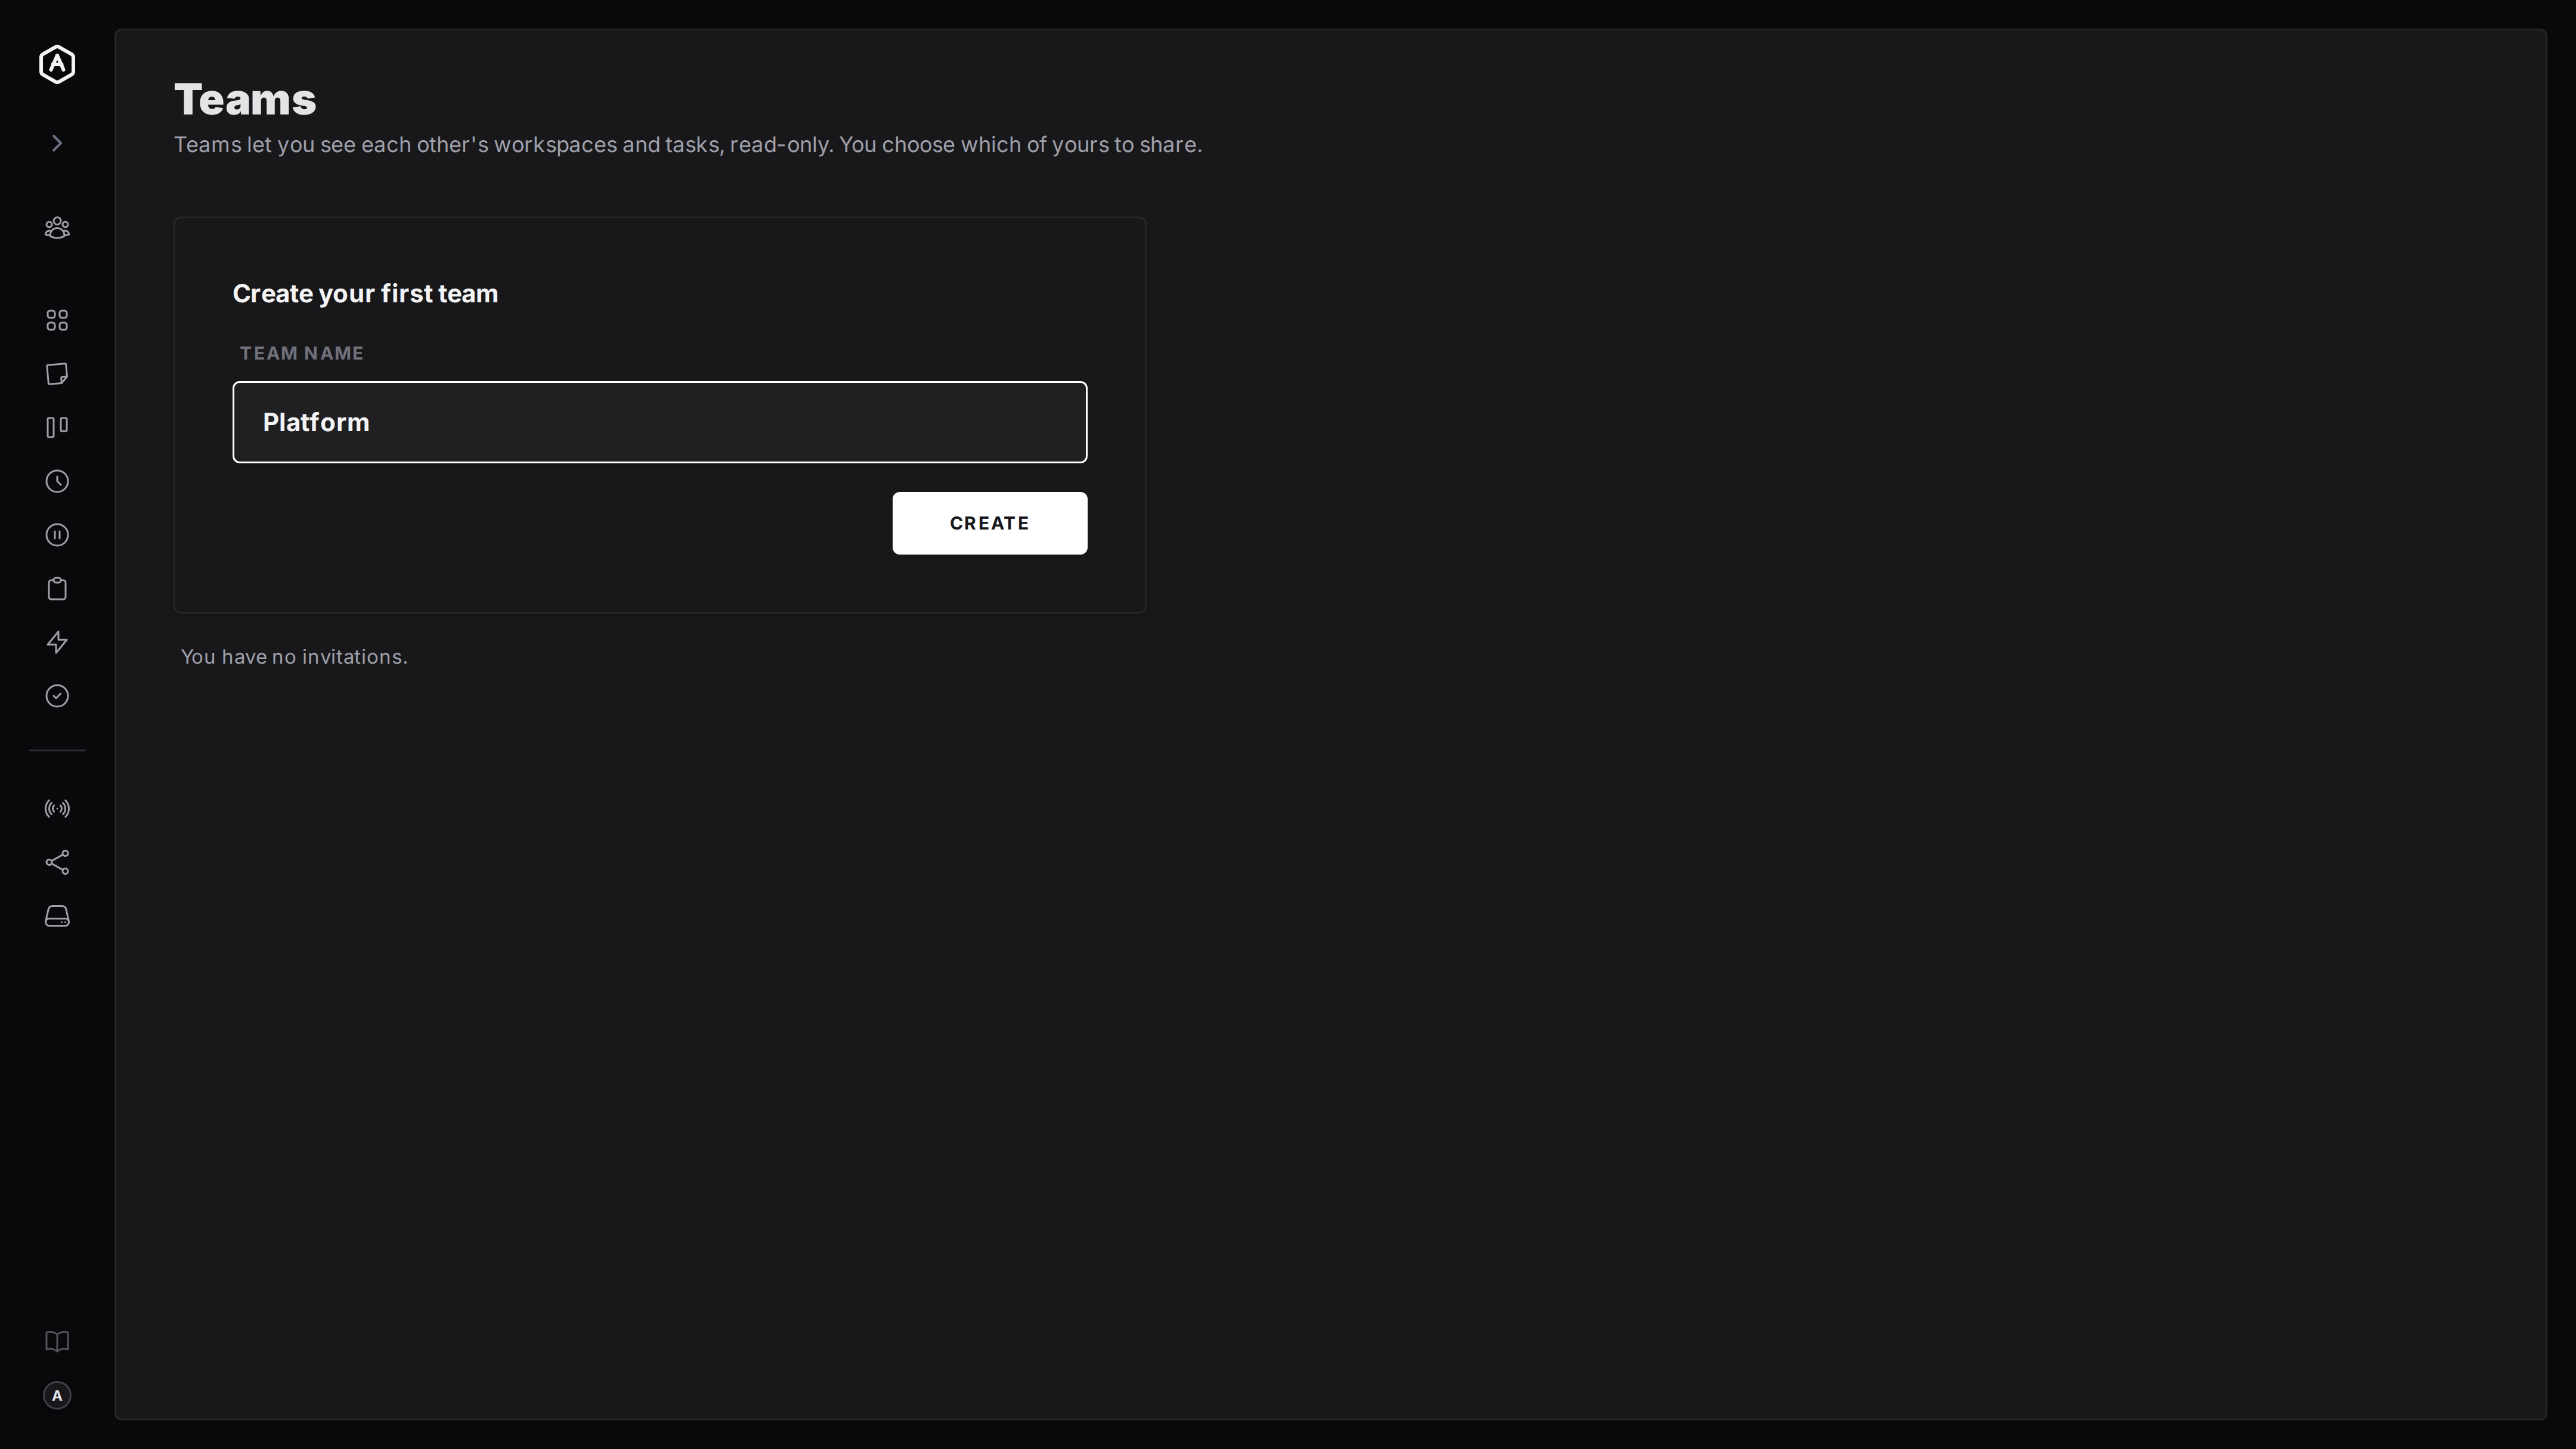 A
Teams
Teams let you see each other's workspaces and tasks, read-only. You choose which of yours to share.
Create your first team
TEAM NAME
Platform
CREATE
You have no invitations.
A